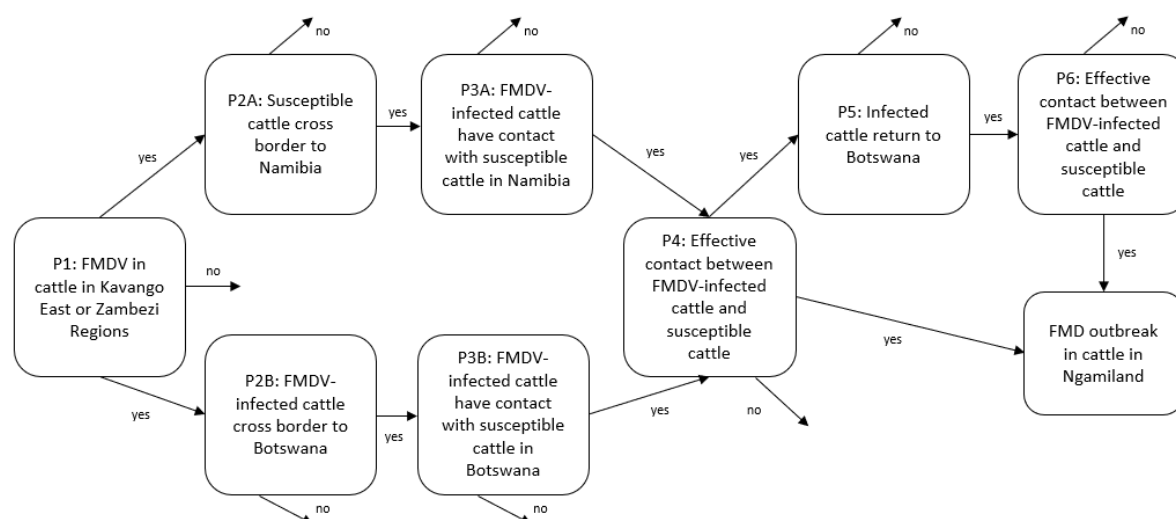 no
no
no
no
P2A: Susceptible
cattle cross
border to
Namibia
yes
P3A: FMDV-
infected cattle
have contact
with susceptible
cattle in Namibia
P5: Infected
cattle return to
Botswana
yes
P6: Effective
contact between
FMDV-infected
cattle and
susceptible
cattle
yes
yes
yes
P1: FMDV in
cattle in Kavango
East or Zambezi
Regions
no
P4: Effective
contact between
FMDV-infected
cattle and
susceptible
cattle
yes
yes
FMD outbreak
in cattle in
Ngamiland
yes
P2B: FMDV-
infected cattle
cross border to
Botswana
yes
P3B: FMDV-
infected cattle
have contact
with susceptible
cattle in
Botswana
yes
no
no
no